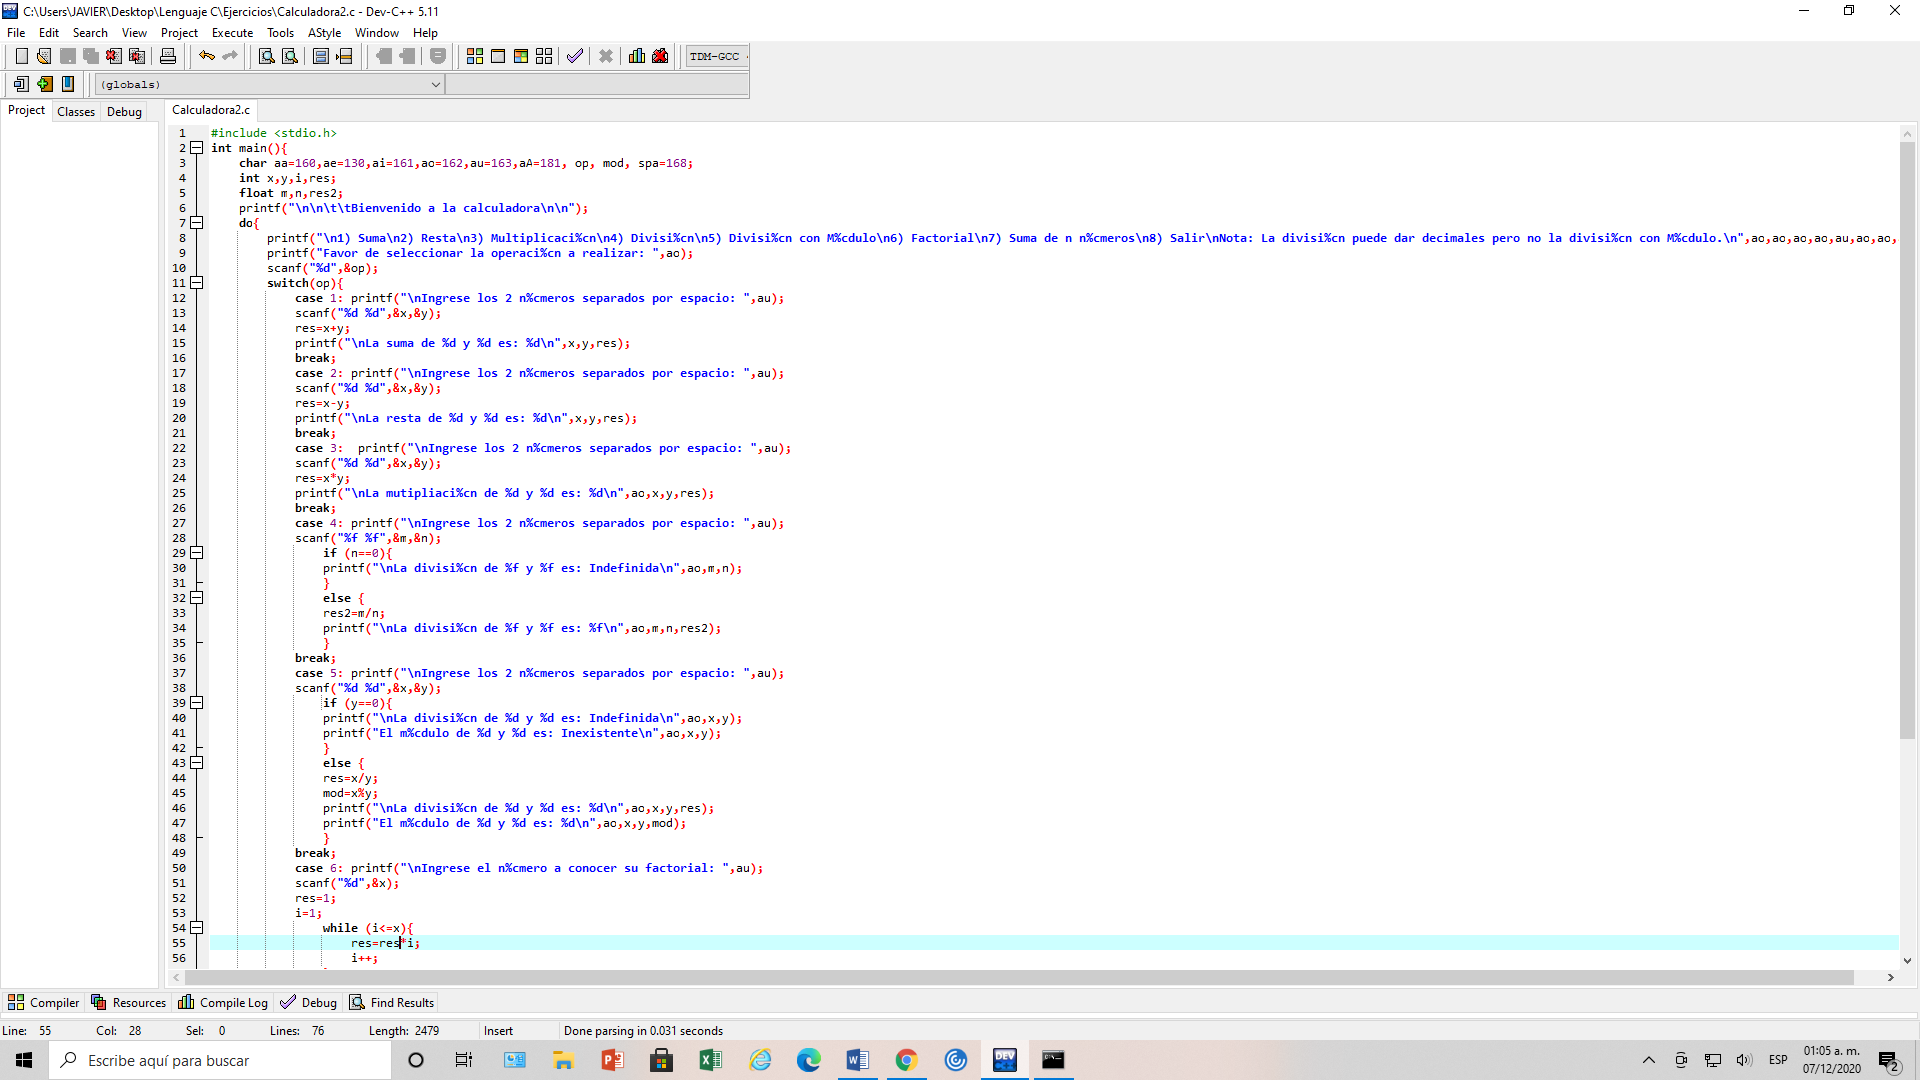 C:\Users\JAVIER\Desktop\Lenguaje C\Ejercicios\Calculadora2.c - Dev-C++ 5.11
File Edit Search View Project Execute Tools AStyle Window Help
TDM-GCC
(globals)
Project Classes Debug
Calculadora2.c
1 #include <stdio.h>
2 int main(){
3 char aa=160,ae=130,ai=161,ao=162,au=163,aA=181, op, mod, spa=168;
4 int x,y,i,res;
5 float m,n,res2;
6 printf("\n\n\t\tBienvenido a la calculadora\n\n");
7 do{
8 printf("\n1) Suma\n2) Resta\n3) Multiplicaci%cn\n4) Divisi%cn\n5) Divisi%cn con M%cdulo\n6) Factorial\n7) Suma de n n%cmeros\n8) Salir\nNota: La divisi%cn puede dar decimales pero no la divisi%cn con M%cdulo.\n",ao,ao,ao,ao,au,ao,ao,
9 printf("Favor de seleccionar la operaci%cn a realizar: ",ao);
10 scanf("%d",&op);
11 switch(op){
12 case 1: printf("\nIngrese los 2 n%cmeros separados por espacio: ",au);
13 scanf("%d %d",&x,&y);
14 res=x+y;
15 printf("\nLa suma de %d y %d es: %d\n",x,y,res);
16 break;
17 case 2: printf("\nIngrese los 2 n%cmeros separados por espacio: ",au);
18 scanf("%d %d",&x,&y);
19 res=x-y;
20 printf("\nLa resta de %d y %d es: %d\n",x,y,res);
21 break;
22 case 3:  printf("\nIngrese los 2 n%cmeros separados por espacio: ",au);
23 scanf("%d %d",&x,&y);
24 res=x*y;
25 printf("\nLa mutipliaci%cn de %d y %d es: %d\n",ao,x,y,res);
26 break;
27 case 4: printf("\nIngrese los 2 n%cmeros separados por espacio: ",au);
28 scanf("%f %f",&m,&n);
29 if (n==0){
30 printf("\nLa divisi%cn de %f y %f es: Indefinida\n",ao,m,n);
31 }
32 else {
33 res2=m/n;
34 printf("\nLa divisi%cn de %f y %f es: %f\n",ao,m,n,res2);
35 }
36 break;
37 case 5: printf("\nIngrese los 2 n%cmeros separados por espacio: ",au);
38 scanf("%d %d",&x,&y);
39 if (y==0){
40 printf("\nLa divisi%cn de %d y %d es: Indefinida\n",ao,x,y);
41 printf("El m%cdulo de %d y %d es: Inexistente\n",ao,x,y);
42 }
43 else {
44 res=x/y;
45 mod=x%y;
46 printf("\nLa divisi%cn de %d y %d es: %d\n",ao,x,y,res);
47 printf("El m%cdulo de %d y %d es: %d\n",ao,x,y,mod);
48 }
49 break;
50 case 6: printf("\nIngrese el n%cmero a conocer su factorial: ",au);
51 scanf("%d",&x);
52 res=1;
53 i=1;
54 while (i<=x){
55 res=res*i;
56 i++;
Compiler Resources Compile Log Debug Find Results
Line: 55 Col: 28 Sel: 0 Lines: 76 Length: 2479 Insert Done parsing in 0.031 seconds
Escribe aquí para buscar
ESP
01:05 a. m.
07/12/2020
2